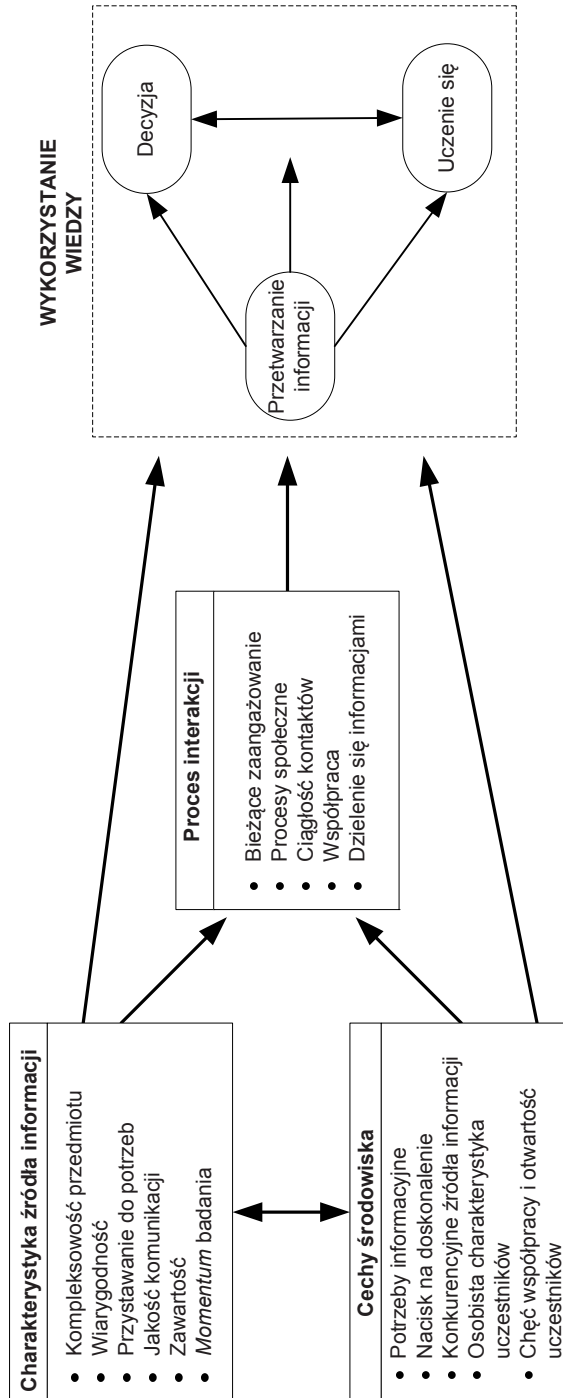 Charakterystyka źródła informacji
• Kompleksowość przedmiotu
• Wiarygodność
• Przystawanie do potrzeb
• Jakość komunikacji
• Zawartość
• Momentum badania
Cechy środowiska
• Potrzeby informacyjne
• Nacisk na doskonalenie
• Konkurencyjne źródła informacji
• Osobista charakterystyka
uczestników
• Chęć współpracy i otwartość
uczestników
Proces interakcji
• Bieżące zaangażowanie
• Procesy społeczne
• Ciągłość kontaktów
• Współpraca
• Dzielenie się informacjami
WYKORZYSTANIE
WIEDZY
Przetwarzanie
informacji
Decyzja
Uczenie się